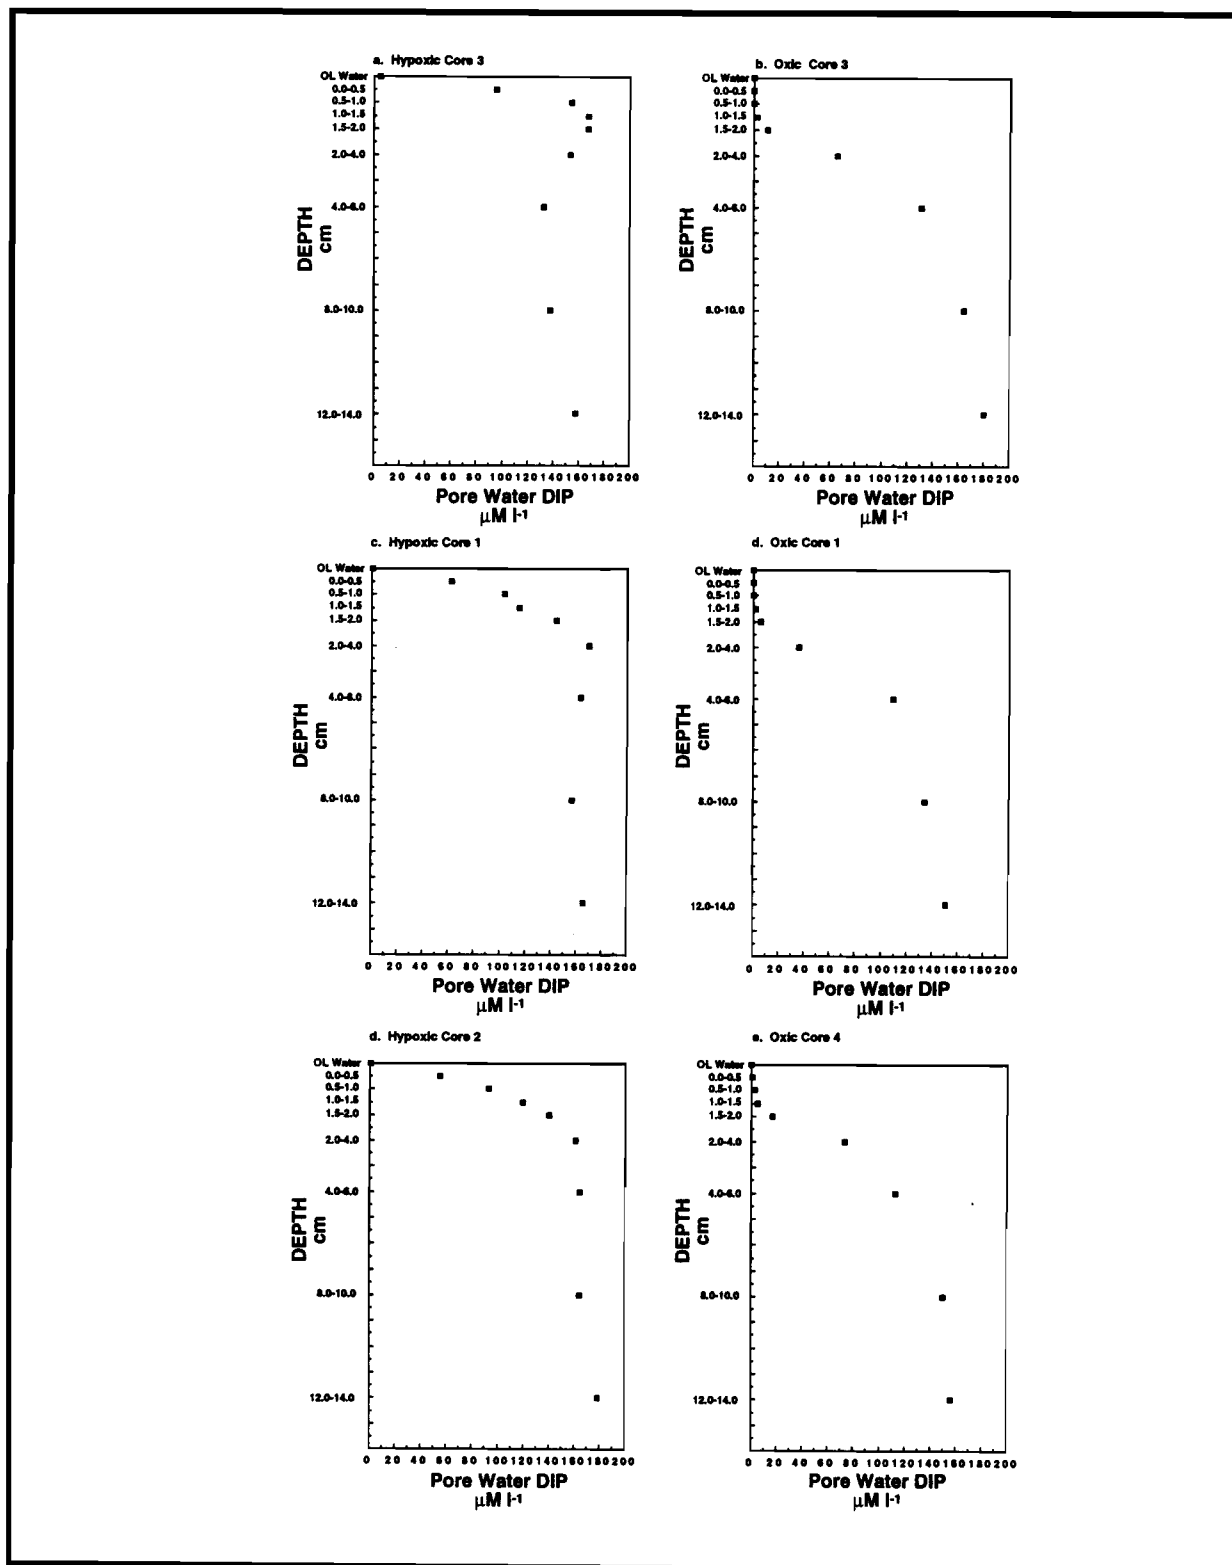 a. Hypoxic Core 3
OL Water
0.0-0.5
0.5-1.0
1.0-1.5
1.5-2.0
2.0-4.0
4.0-6.0
8.0-10.0
12.0-14.0
DEPTH
cm
0 20 40 60 80 100 120 140 160 180 200
Pore Water DIP
μM l-1
b. Oxic Core 3
OL Water
0.0-0.5
0.5-1.0
1.0-1.5
1.5-2.0
2.0-4.0
4.0-6.0
8.0-10.0
12.0-14.0
DEPTH
cm
0 20 40 60 80 100 120 140 160 180 200
Pore Water DIP
μM l-1
c. Hypoxic Core 1
OL Water
0.0-0.5
0.5-1.0
1.0-1.5
1.5-2.0
2.0-4.0
4.0-6.0
8.0-10.0
12.0-14.0
DEPTH
cm
0 20 40 60 80 100 120 140 160 180 200
Pore Water DIP
μM l-1
d. Oxic Core 1
OL Water
0.0-0.5
0.5-1.0
1.0-1.5
1.5-2.0
2.0-4.0
4.0-6.0
8.0-10.0
12.0-14.0
DEPTH
cm
0 20 40 60 80 100 120 140 160 180 200
Pore Water DIP
μM l-1
d. Hypoxic Core 2
OL Water
0.0-0.5
0.5-1.0
1.0-1.5
1.5-2.0
2.0-4.0
4.0-6.0
8.0-10.0
12.0-14.0
DEPTH
cm
0 20 40 60 80 100 120 140 160 180 200
Pore Water DIP
μM l-1
e. Oxic Core 4
OL Water
0.0-0.5
0.5-1.0
1.0-1.5
1.5-2.0
2.0-4.0
4.0-6.0
8.0-10.0
12.0-14.0
DEPTH
cm
0 20 40 60 80 100 120 140 160 180 200
Pore Water DIP
μM l-1